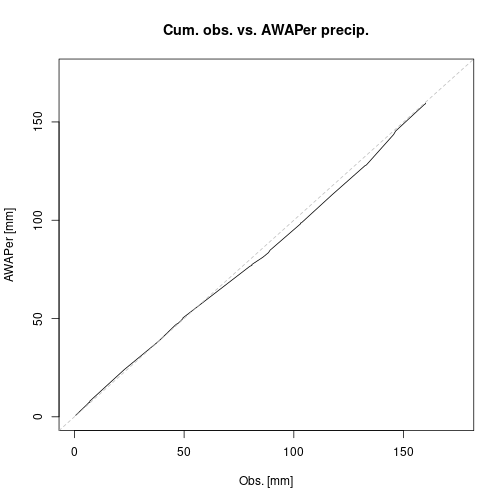 Cum. obs. vs. AWAPer precip.
AWAPer [mm]
150
100
50
0
0 50 100 150
Obs. [mm]